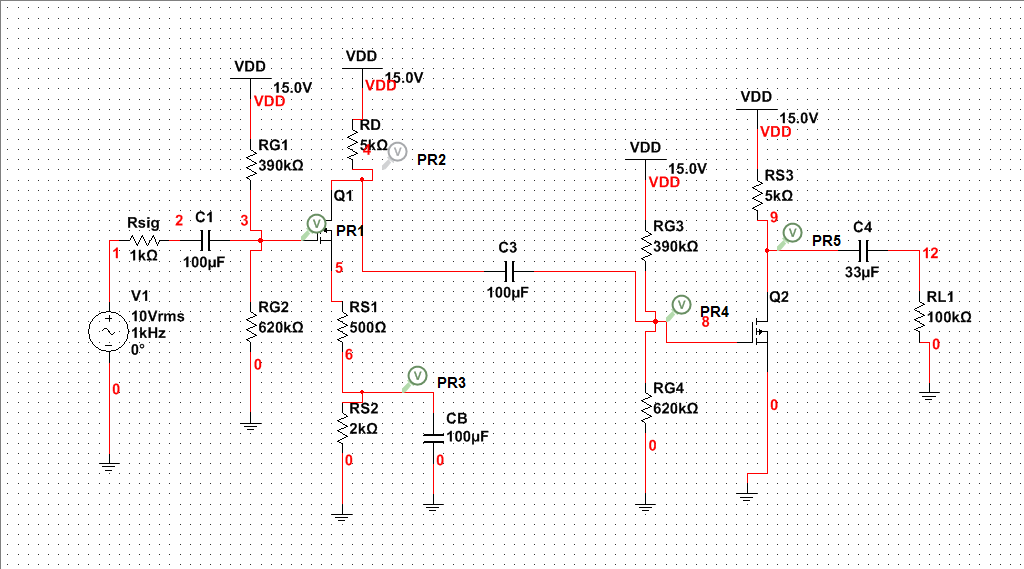 VDD
15.0V
VDD
RG1
390kΩ
VDD
15.0V
VDD
RD
5kΩ
4
V
PR2
Q1
V
PR1
5
Rsig
1kΩ
1
2
C1
100µF
3
V1
10Vrms
1kHz
0°
0
RG2
620kΩ
0
RS1
500Ω
6
V
PR3
RS2
2kΩ
0
CB
100µF
0
C3
100µF
VDD
15.0V
VDD
RG3
390kΩ
V
PR4
8
RG4
620kΩ
0
VDD
15.0V
VDD
RS3
5kΩ
9
V
PR5
C4
33µF
12
Q2
0
RL1
100kΩ
0